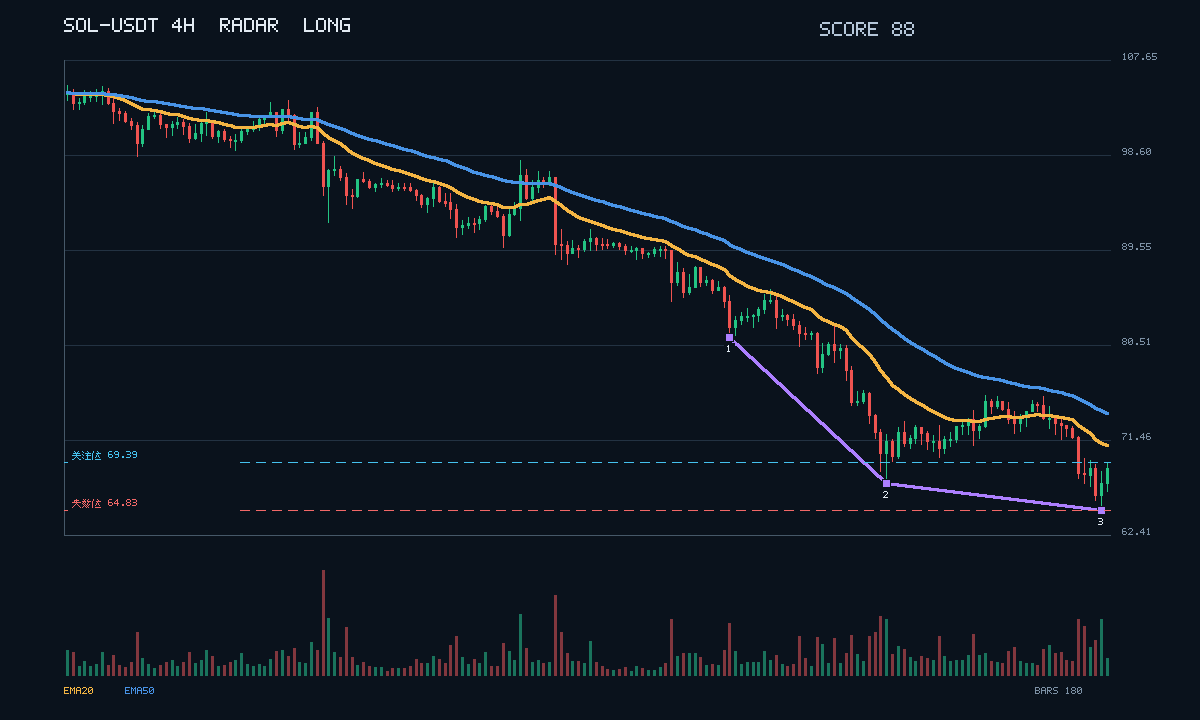 SOL-USDT 4H RADAR LONG
SCORE 88
107.65
98.60
89.55
80.51
71.46
62.41
关注位 69.39
失效位 64.83
1
2
3
EMA20 EMA50
BARS 180